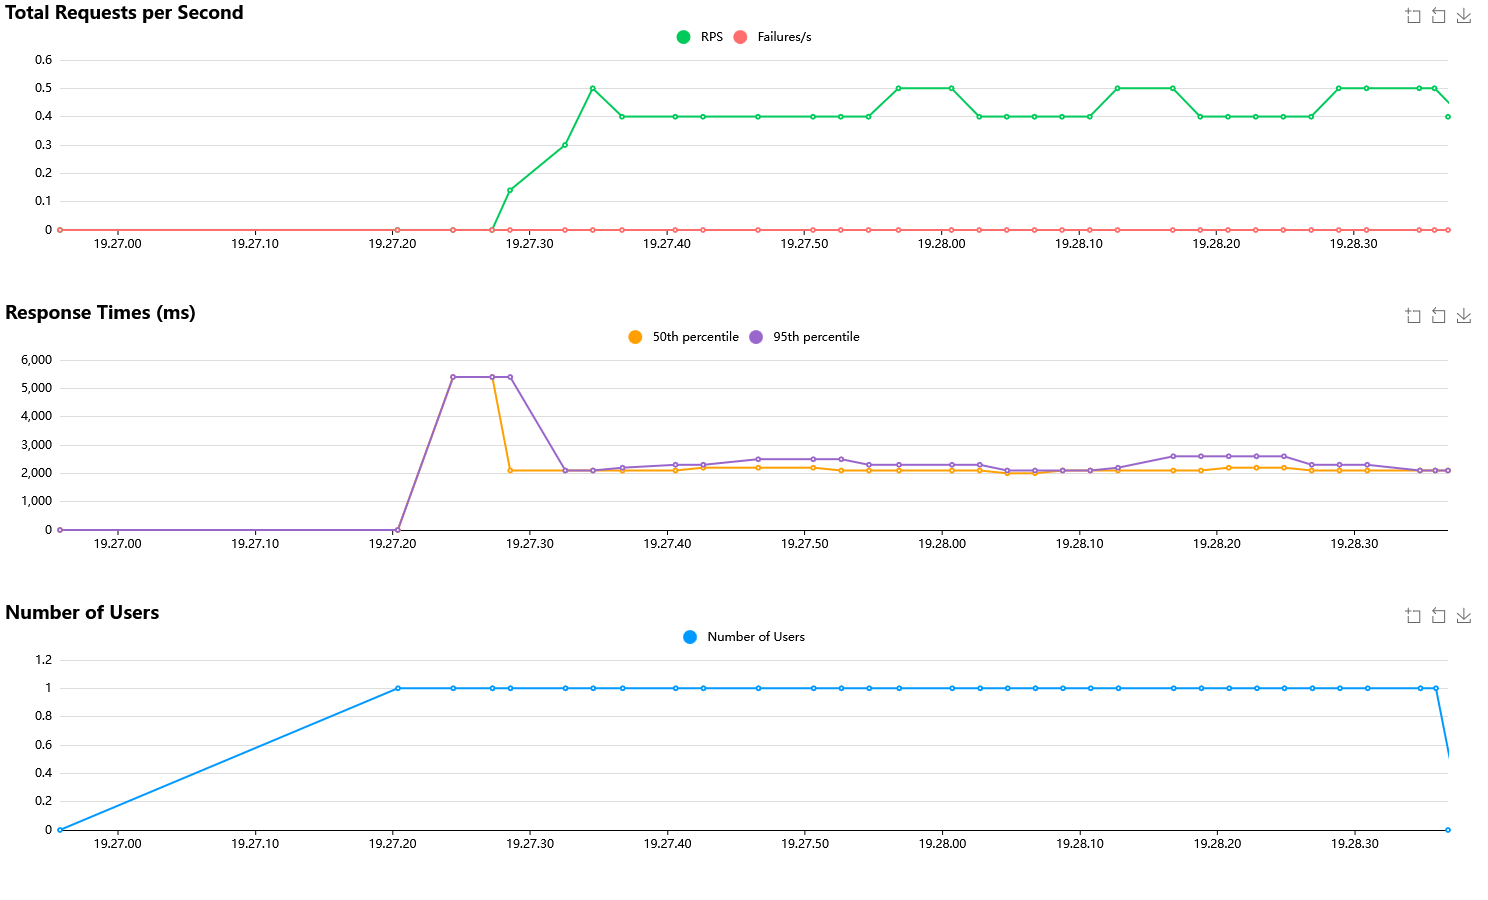 Total Requests per Second
RPS Failures/s
0.6
0.5
0.4
0.3
0.2
0.1
0
19.27.00 19.27.10 19.27.20 19.27.30 19.27.40 19.27.50 19.28.00 19.28.10 19.28.20 19.28.30
Response Times (ms)
50th percentile 95th percentile
6,000
5,000
4,000
3,000
2,000
1,000
0
19.27.00 19.27.10 19.27.20 19.27.30 19.27.40 19.27.50 19.28.00 19.28.10 19.28.20 19.28.30
Number of Users
Number of Users
1.2
1
0.8
0.6
0.4
0.2
0
19.27.00 19.27.10 19.27.20 19.27.30 19.27.40 19.27.50 19.28.00 19.28.10 19.28.20 19.28.30